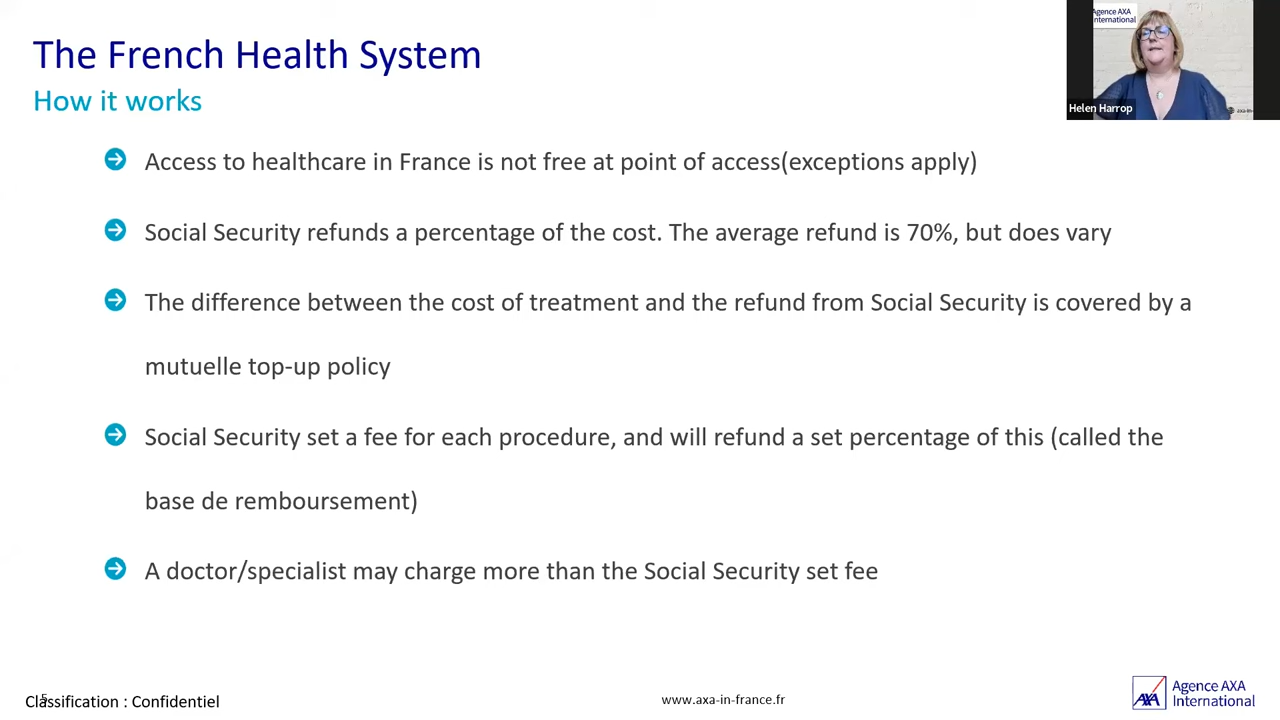 The French Health System
How it works
Agence AXA
International
Helen Harrop
Access to healthcare in France is not free at point of access(exceptions apply)
Social Security refunds a percentage of the cost. The average refund is 70%, but does vary
The difference between the cost of treatment and the refund from Social Security is covered by a
mutuelle top-up policy
Social Security set a fee for each procedure, and will refund a set percentage of this (called the
base de remboursement)
A doctor/specialist may charge more than the Social Security set fee
5
Classification : Confidentiel
www.axa-in-france.fr
AXA
Agence AXA
International